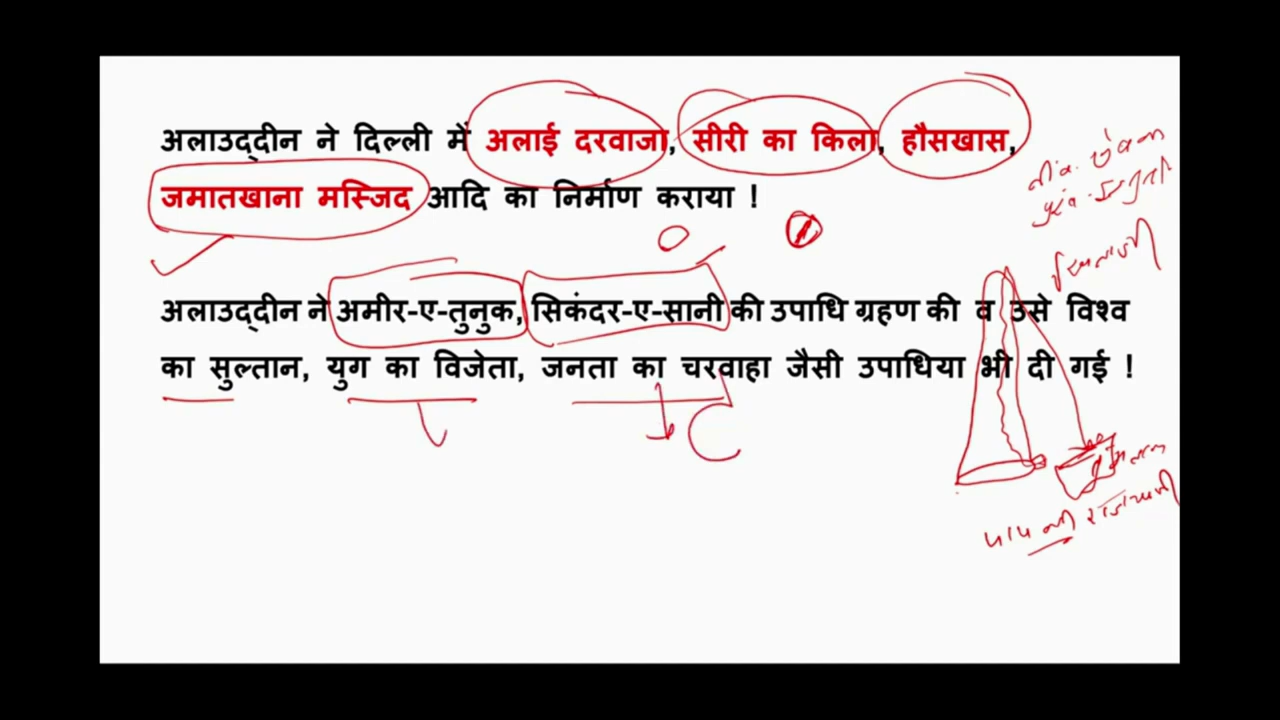 अलाउद्दीन ने दिल्ली में अलाई दरवाजा, सीरी का किला, हौसखास,
जमातखाना मस्जिद आदि का निर्माण कराया !
अलाउद्दीन ने अमीर-ए-तुनुक, सिकंदर-ए-सानी की उपाधि ग्रहण की व उसे विश्व
का सुल्तान, युग का विजेता, जनता का चरवाहा जैसी उपाधिया भी दी गई !